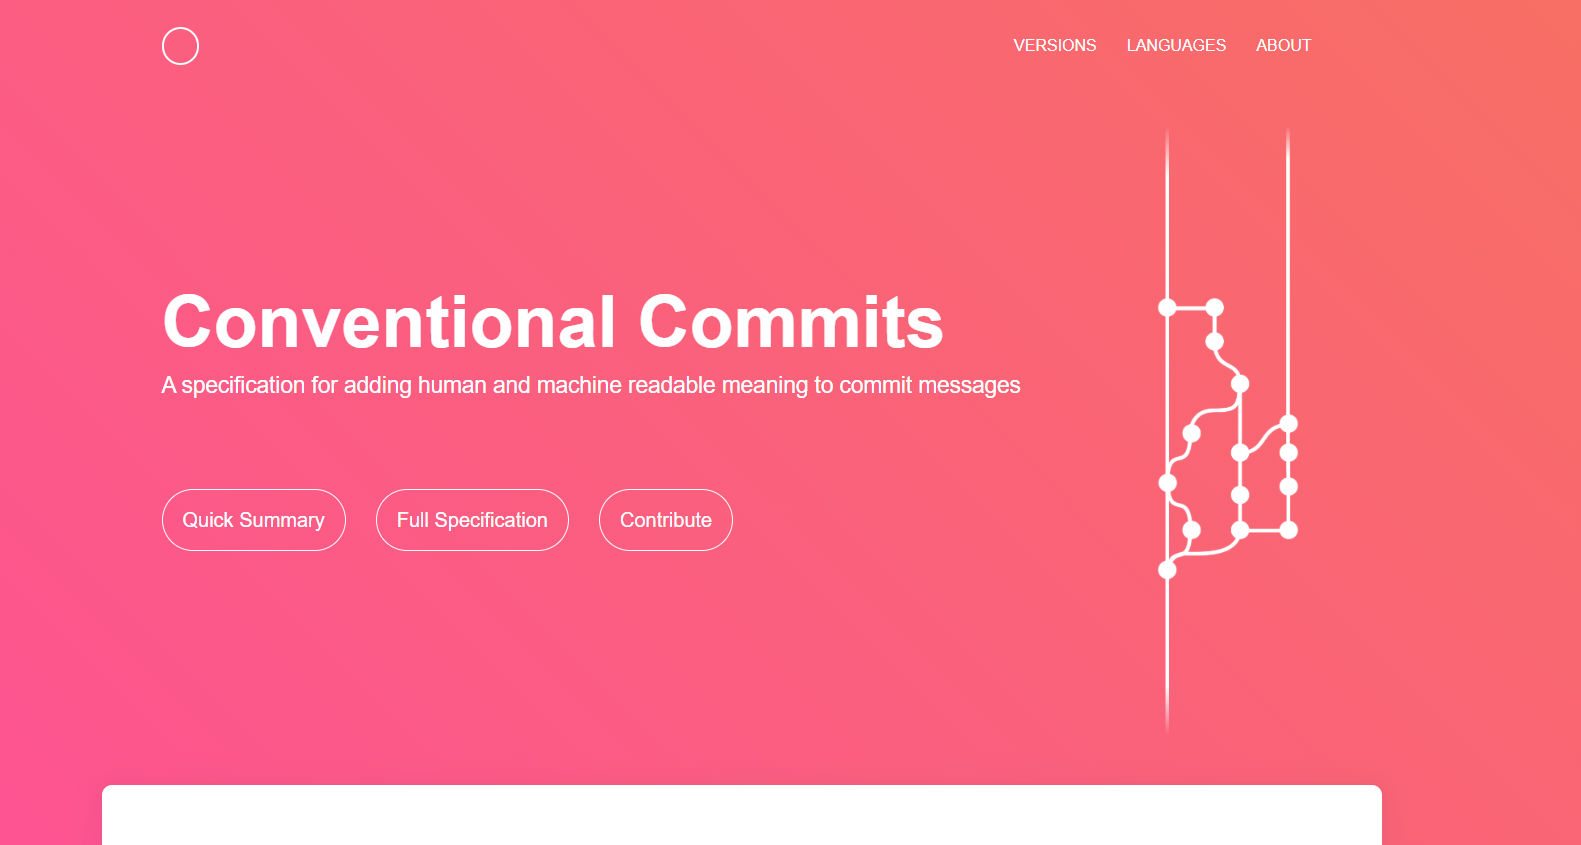 VERSIONS LANGUAGES ABOUT
Conventional Commits
A specification for adding human and machine readable meaning to commit messages
Quick Summary Full Specification Contribute